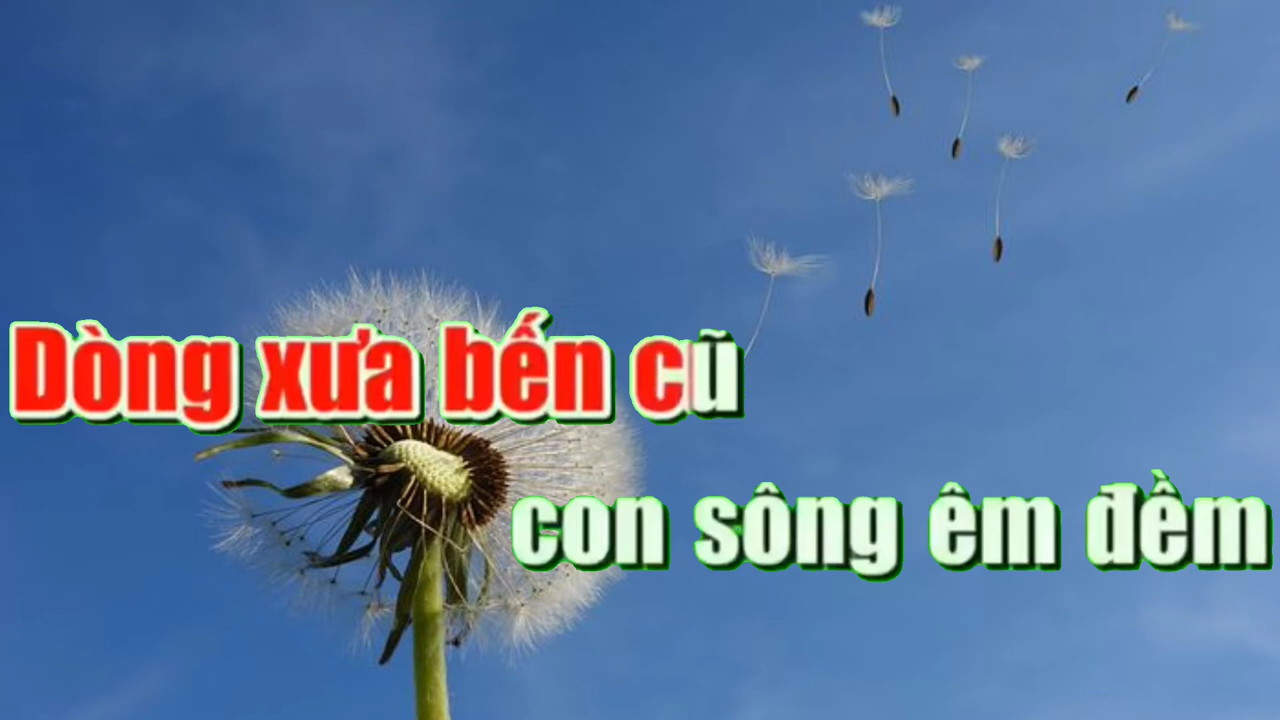 Dòng xưa bến cũ
con sông êm đềm